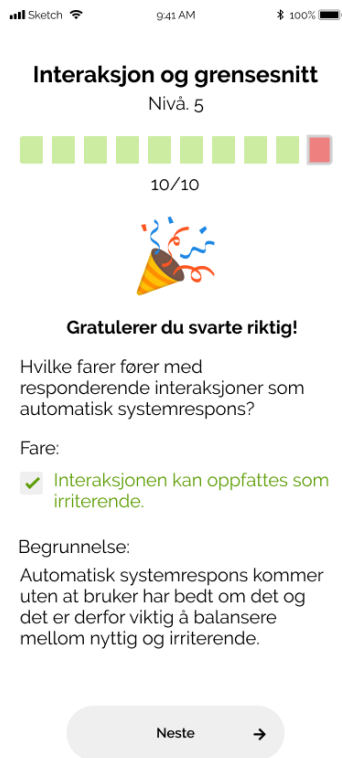 Sketch 9:41 AM 100%
Interaksjon og grensesnitt
Nivå. 5
10/10
Gratulerer du svarte riktig!
Hvilke farer fører med
responderende interaksjoner som
automatisk systemrespons?
Fare:
Interaksjonen kan oppfattes som
irriterende.
Begrunnelse:
Automatisk systemrespons kommer
uten at bruker har bedt om det og
det er derfor viktig å balansere
mellom nyttig og irriterende.
Neste